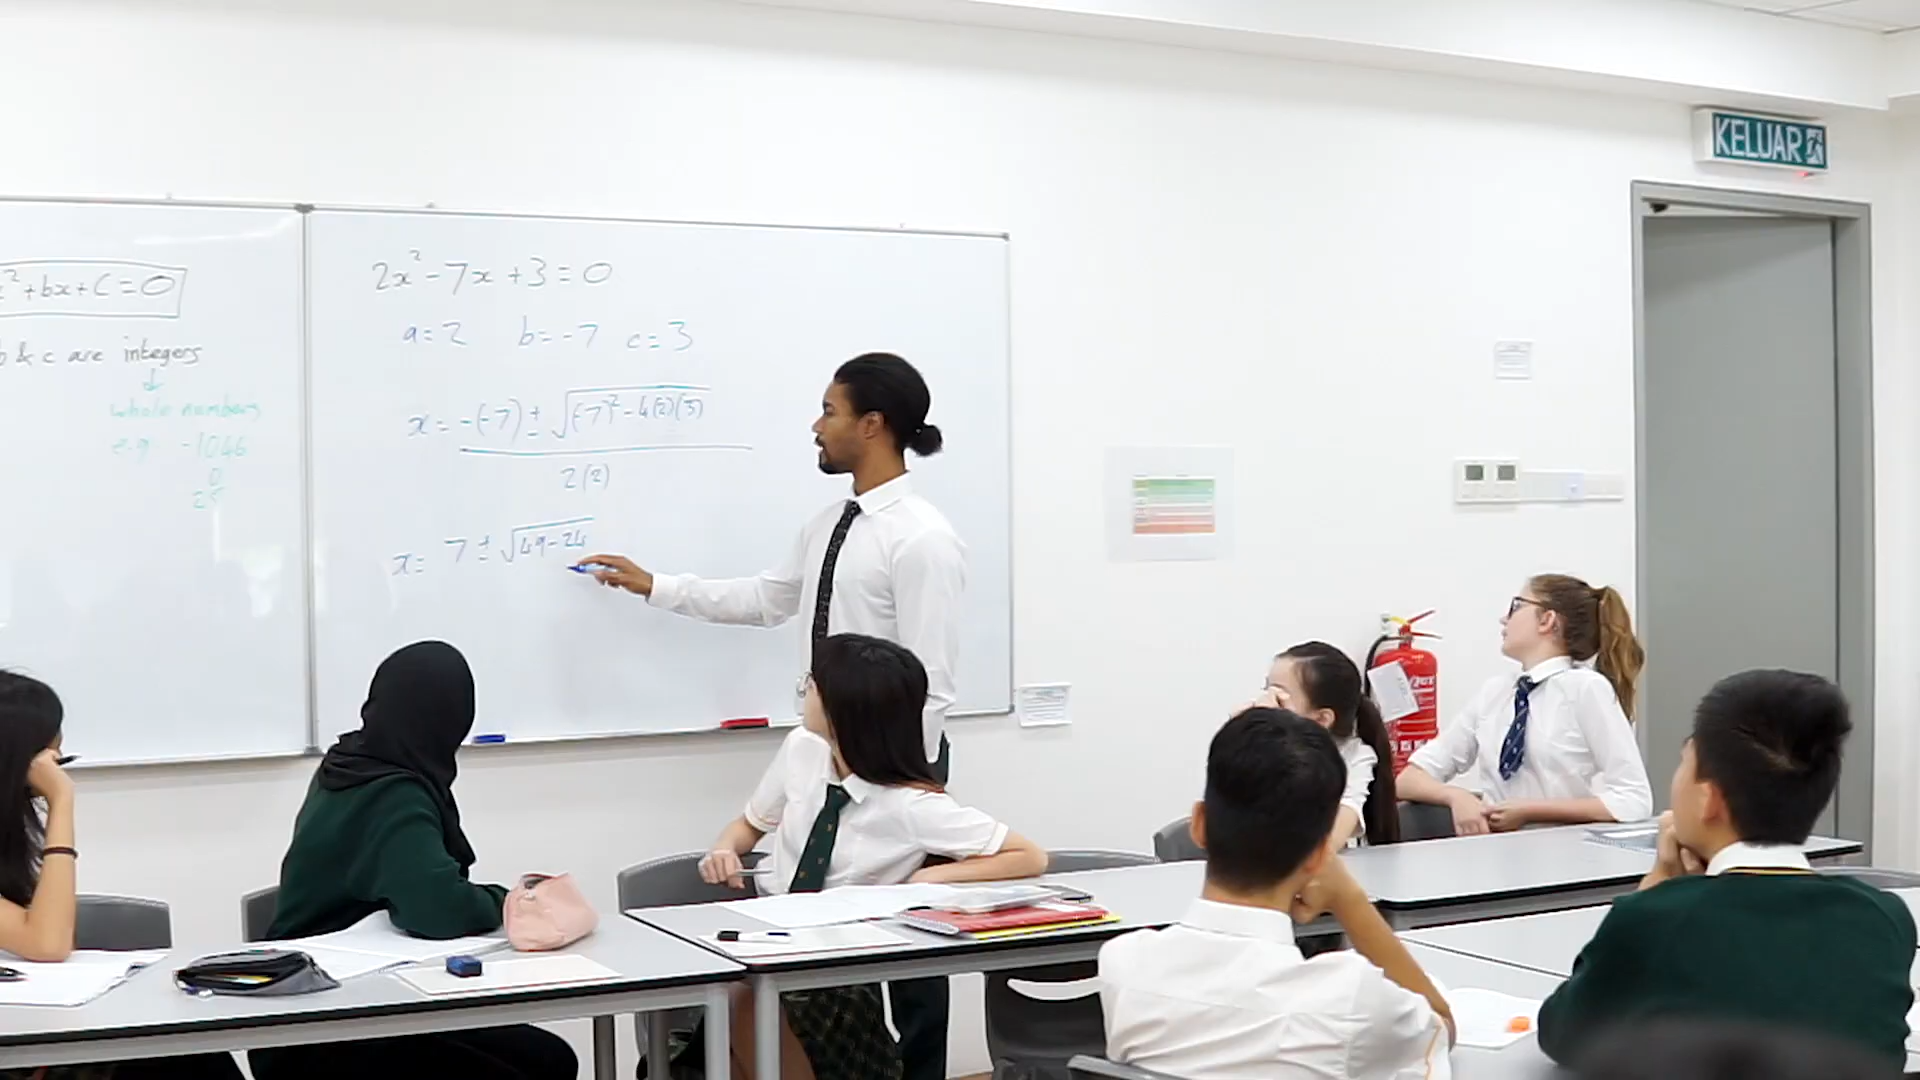 x²+bx+c=0
b & c are integers
whole numbers
e.g. -1066
0
25
2x²-7x+3=0
a=2 b=-7 c=3
x=-(-7)±√(-7)²-4(2)(3)
2(2)
x= 7±√49-24
KELUAR